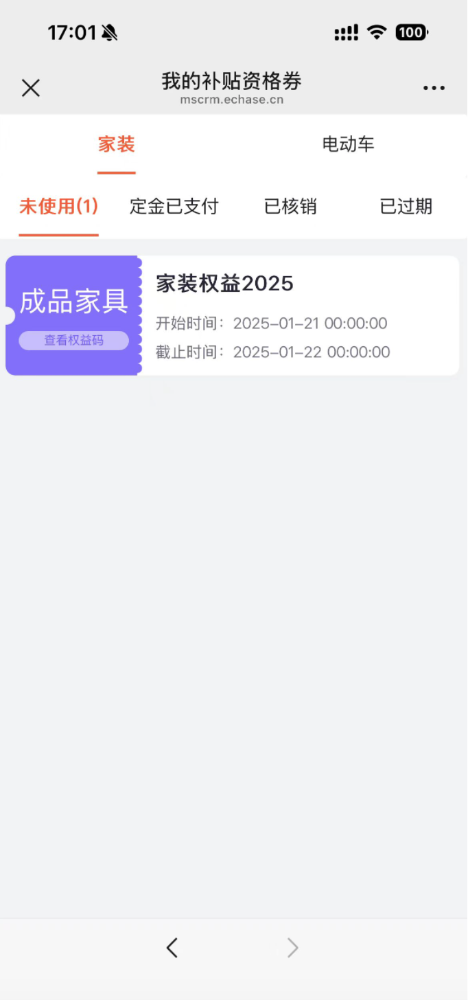 17:01
100
我的补贴资格券
mscrm.echase.cn
家装 电动车
未使用(1) 定金已支付 已核销 已过期
成品家具
查看权益码
家装权益2025
开始时间：2025-01-21 00:00:00
截止时间：2025-01-22 00:00:00